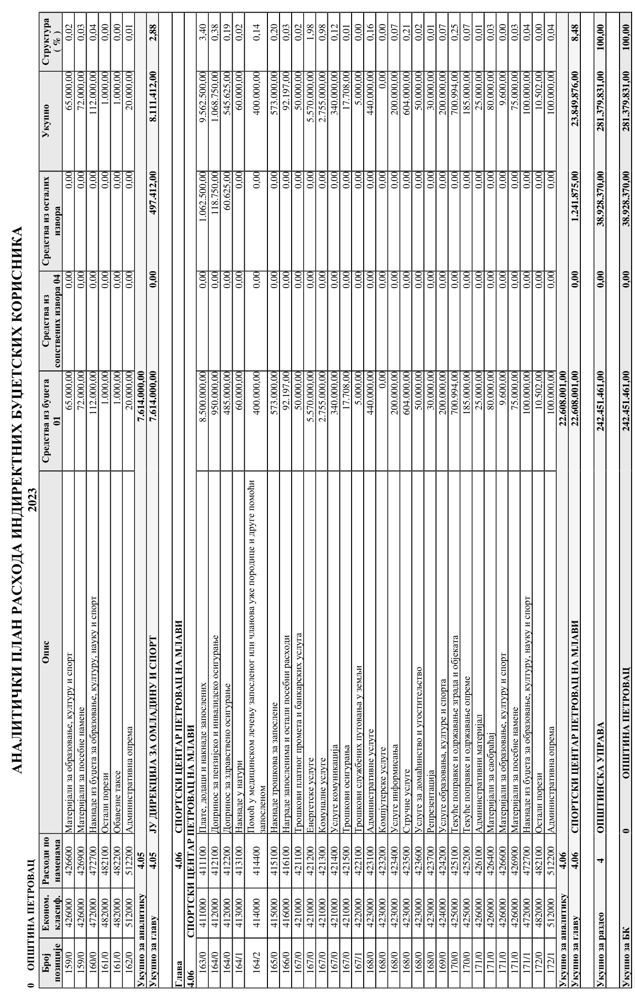 АНАЛИТИЧКИ ПЛАН РАСХОДА ИНДИРЕКТНИХ БУЏЕТСКИХ КОРИСНИКА
2023
0 ОПШТИНА ПЕТРОВАЦ
Број позиције Економ. класиф. Расходи по наменама Опис Средства из буџета 01 Средства из сопствених извора 04 Средства из осталих извора Укупно Структура ( % )
159/0 426000 426600 Материјали за образовање, културу и спорт 65.000,00 0,00 0,00 65.000,00 0,02
159/0 426000 426900 Материјали за посебне намене 72.000,00 0,00 0,00 72.000,00 0,03
160/0 472000 472700 Накнаде из буџета за образовање, културу, науку и спорт 112.000,00 0,00 0,00 112.000,00 0,04
161/0 482000 482100 Остали порези 1.000,00 0,00 0,00 1.000,00 0,00
161/0 482000 482200 Обавезне таксе 1.000,00 0,00 0,00 1.000,00 0,00
162/0 512000 512200 Административна опрема 20.000,00 0,00 0,00 20.000,00 0,01
Укупно за аналитику 4.05 7.614.000,00
Укупно за главу 4.05 ЈУ ДИРЕКЦИЈА ЗА ОМЛАДИНУ И СПОРТ 7.614.000,00 0,00 497.412,00 8.111.412,00 2,88
Глава 4.06 СПОРТСКИ ЦЕНТАР ПЕТРОВАЦ НА МЛАВИ
4.06 СПОРТСКИ ЦЕНТАР ПЕТРОВАЦ НА МЛАВИ
163/0 411000 411100 Плате, додаци и накнаде запослених 8.500.000,00 0,00 1.062.500,00 9.562.500,00 3,40
164/0 412000 412100 Допринос за пензијско и инвалидско осигурање 950.000,00 0,00 118.750,00 1.068.750,00 0,38
164/0 412000 412200 Допринос за здравствено осигурање 485.000,00 0,00 60.625,00 545.625,00 0,19
164/1 413000 413100 Накнаде у натури 60.000,00 0,00 0,00 60.000,00 0,02
164/2 414000 414400 Помоћ у медицинском лечењу запосленог или чланова уже породице и друге помоћи запосленом 400.000,00 0,00 0,00 400.000,00 0,14
165/0 415000 415100 Накнаде трошкова за запослене 573.000,00 0,00 0,00 573.000,00 0,20
166/0 416000 416100 Награде запосленима и остали посебни расходи 92.197,00 0,00 0,00 92.197,00 0,03
167/0 421000 421100 Трошкови платног промета и банкарских услуга 50.000,00 0,00 0,00 50.000,00 0,02
167/0 421000 421200 Енергетске услуге 5.570.000,00 0,00 0,00 5.570.000,00 1,98
167/0 421000 421300 Комуналне услуге 2.755.000,00 0,00 0,00 2.755.000,00 0,98
167/0 421000 421400 Услуге комуникација 340.000,00 0,00 0,00 340.000,00 0,12
167/0 421000 421500 Трошкови осигурања 17.708,00 0,00 0,00 17.708,00 0,01
167/1 422000 422100 Трошкови службених путовања у земљи 5.000,00 0,00 0,00 5.000,00 0,00
168/0 423000 423100 Административне услуге 440.000,00 0,00 0,00 440.000,00 0,16
168/0 423000 423200 Компјутерске услуге 0,00 0,00 0,00 0,00 0,00
168/0 423000 423400 Услуге информисања 200.000,00 0,00 0,00 200.000,00 0,07
168/0 423000 423500 Стручне услуге 604.000,00 0,00 0,00 604.000,00 0,21
168/0 423000 423600 Услуге за домаћинство и угоститељство 50.000,00 0,00 0,00 50.000,00 0,02
168/0 423000 423700 Репрезентација 30.000,00 0,00 0,00 30.000,00 0,01
169/0 424000 424200 Услуге образовања, културе и спорта 200.000,00 0,00 0,00 200.000,00 0,07
170/0 425000 425100 Текуће поправке и одржавање зграда и објеката 700.994,00 0,00 0,00 700.994,00 0,25
170/0 425000 425200 Текуће поправке и одржавање опреме 185.000,00 0,00 0,00 185.000,00 0,07
171/0 426000 426100 Административни материјал 25.000,00 0,00 0,00 25.000,00 0,01
171/0 426000 426400 Материјали за саобраћај 80.000,00 0,00 0,00 80.000,00 0,03
171/0 426000 426600 Материјали за образовање, културу и спорт 9.600,00 0,00 0,00 9.600,00 0,00
171/0 426000 426900 Материјали за посебне намене 75.000,00 0,00 0,00 75.000,00 0,03
171/1 472000 472700 Накнаде из буџета за образовање, културу, науку и спорт 100.000,00 0,00 0,00 100.000,00 0,04
172/0 482000 482100 Остали порези 10.502,00 0,00 0,00 10.502,00 0,00
172/1 512000 512200 Административна опрема 100.000,00 0,00 0,00 100.000,00 0,04
Укупно за аналитику 4.06 22.608.001,00
Укупно за главу 4.06 СПОРТСКИ ЦЕНТАР ПЕТРОВАЦ НА МЛАВИ 22.608.001,00 0,00 1.241.875,00 23.849.876,00 8,48
Укупно за раздео 4 ОПШТИНСКА УПРАВА 242.451.461,00 0,00 38.928.370,00 281.379.831,00 100,00
Укупно за БК 0 ОПШТИНА ПЕТРОВАЦ 242.451.461,00 0,00 38.928.370,00 281.379.831,00 100,00